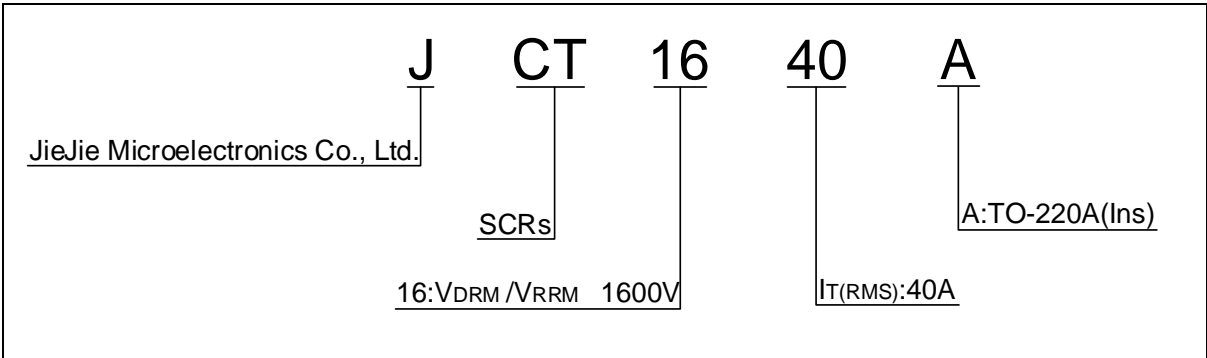 J CT 16 40 A
JieJie Microelectronics Co., Ltd.
A:TO-220A(Ins)
SCRs
16:VDRM /VRRM 1600V
IT(RMS):40A